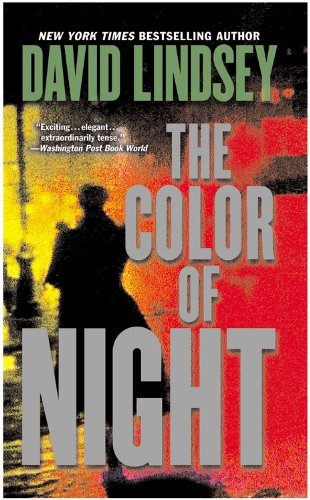 NEW YORK TIMES BESTSELLING AUTHOR
DAVID LINDSEY
"Exciting... elegant...
extraordinarily tense."
—Washington Post Book World
THE
COLOR
OF
NIGHT